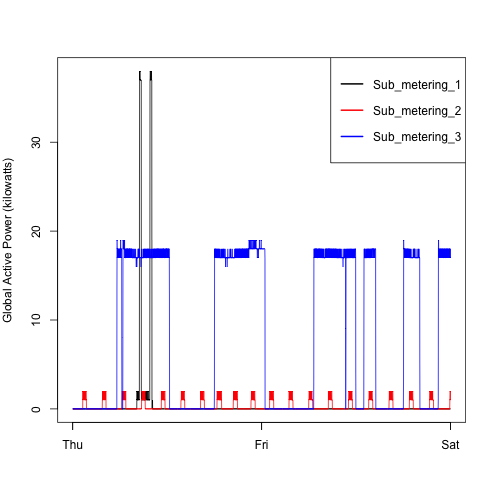 Sub_metering_1
Sub_metering_2
Sub_metering_3
Global Active Power (kilowatts)
30
20
10
0
Thu Fri Sat